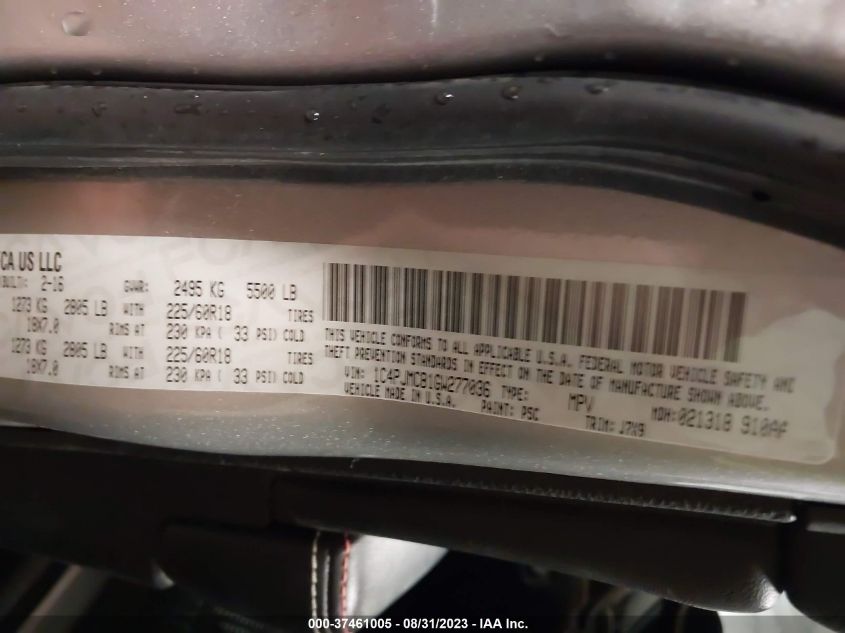 CA US LLC
BUILT: 2-16 GVWR: 2495 KG 5500 LB
1273 KG 2805 LB WITH 225/60R18 TIRES
18X7.0 RIMS AT 230 KPA ( 33 PSI) COLD
1273 KG 2805 LB WITH 225/60R18 TIRES
18X7.0 RIMS AT 230 KPA ( 33 PSI) COLD
THIS VEHICLE CONFORMS TO ALL APPLICABLE U.S.A. FEDERAL MOTOR VEHICLE SAFETY AND
THEFT PREVENTION STANDARDS IN EFFECT ON THE DATE OF MANUFACTURE SHOWN ABOVE.
VIN: 1C4PJMCB1GW277036 TYPE: MPV MDH: 021318 910AF
VEHICLE MADE IN U.S.A. PAINT: PSC TRIM: J7X9
000-37461005 - 08/31/2023 - IAA Inc.